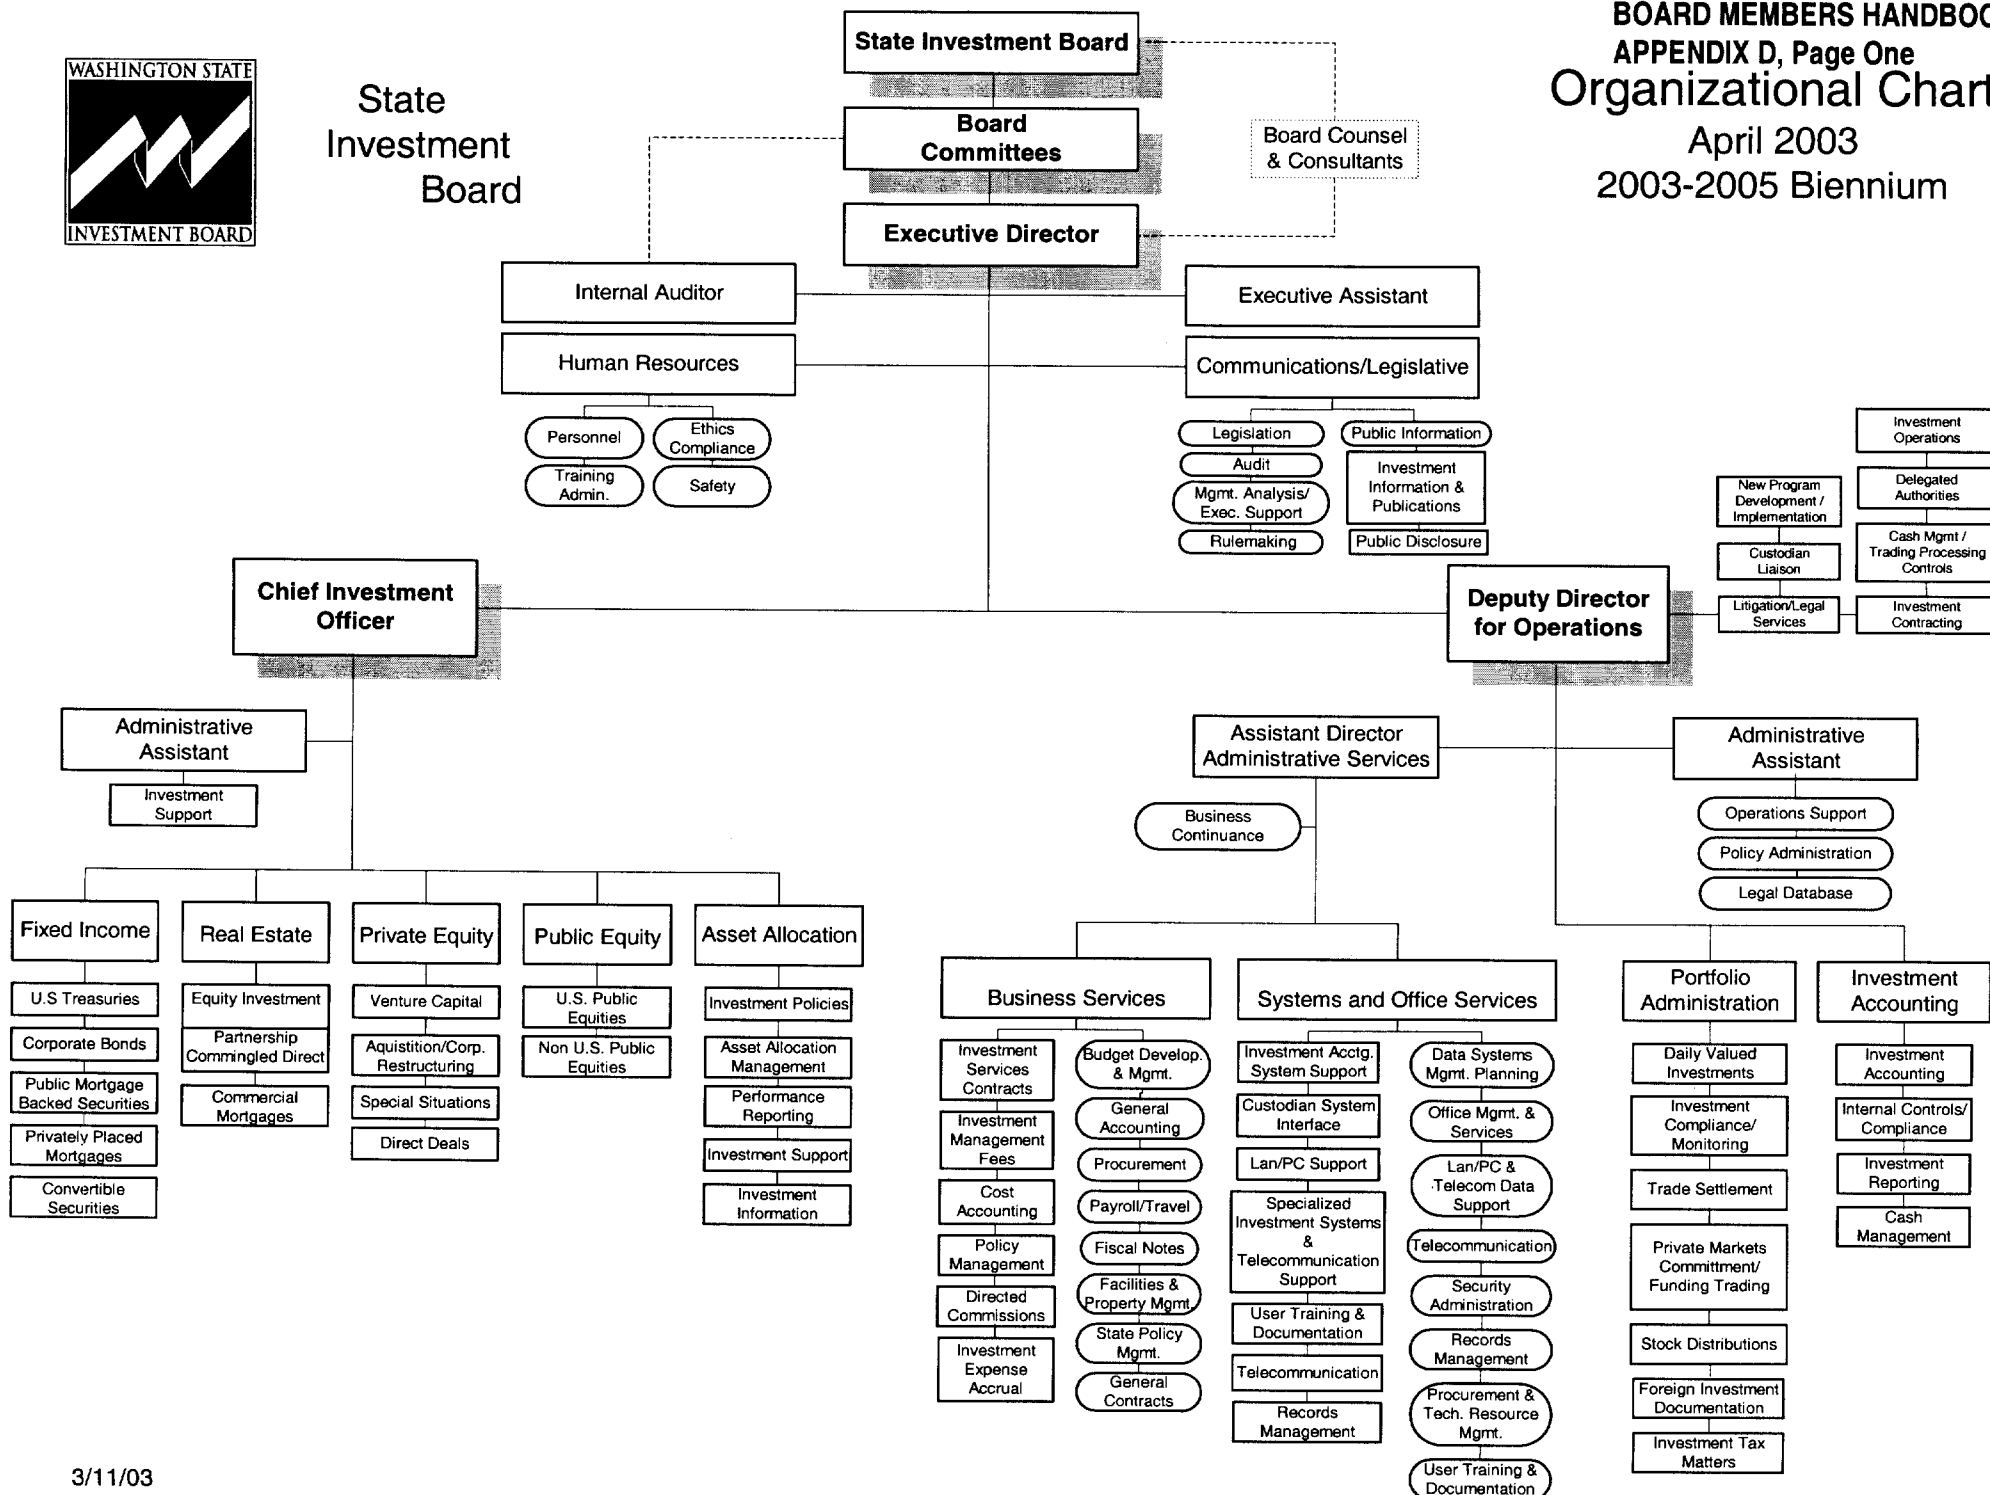 BOARD MEMBERS HANDBOO
APPENDIX D, Page One
Organizational Chart
April 2003
2003-2005 Biennium
WASHINGTON STATE
INVESTMENT BOARD
State
Investment
Board
State Investment Board
Board
Committees
Board Counsel
& Consultants
Executive Director
Internal Auditor
Executive Assistant
Human Resources
Communications/Legislative
Personnel
Ethics
Compliance
Training
Admin.
Safety
Legislation
Audit
Mgmt. Analysis/
Exec. Support
Rulemaking
Public Information
Investment
Information &
Publications
Public Disclosure
Investment
Operations
Delegated
Authorities
Cash Mgmt /
Trading Processing
Controls
Investment
Contracting
New Program
Development /
Implementation
Custodian
Liaison
Litigation/Legal
Services
Chief Investment
Officer
Deputy Director
for Operations
Administrative
Assistant
Investment
Support
Assistant Director
Administrative Services
Business
Continuance
Administrative
Assistant
Operations Support
Policy Administration
Legal Database
Fixed Income
U.S Treasuries
Corporate Bonds
Public Mortgage
Backed Securities
Privately Placed
Mortgages
Convertible
Securities
Real Estate
Equity Investment
Partnership
Commingled Direct
Commercial
Mortgages
Private Equity
Venture Capital
Aquistition/Corp.
Restructuring
Special Situations
Direct Deals
Public Equity
U.S. Public
Equities
Non U.S. Public
Equities
Asset Allocation
Investment Policies
Asset Allocation
Management
Performance
Reporting
Investment Support
Investment
Information
Business Services
Investment
Services
Contracts
Investment
Management
Fees
Cost
Accounting
Policy
Management
Directed
Commissions
Investment
Expense
Accrual
Budget Develop.
& Mgmt.
General
Accounting
Procurement
Payroll/Travel
Fiscal Notes
Facilities &
Property Mgmt.
State Policy
Mgmt.
General
Contracts
Systems and Office Services
Investment Acctg.
System Support
Custodian System
Interface
Lan/PC Support
Specialized
Investment Systems
&
Telecommunication
Support
User Training &
Documentation
Telecommunication
Records
Management
Data Systems
Mgmt. Planning
Office Mgmt. &
Services
Lan/PC &
Telecom Data
Support
Telecommunication
Security
Administration
Records
Management
Procurement &
Tech. Resource
Mgmt.
User Training &
Documentation
Portfolio
Administration
Daily Valued
Investments
Investment
Compliance/
Monitoring
Trade Settlement
Private Markets
Committment/
Funding Trading
Stock Distributions
Foreign Investment
Documentation
Investment Tax
Matters
Investment
Accounting
Investment
Accounting
Internal Controls/
Compliance
Investment
Reporting
Cash
Management
3/11/03